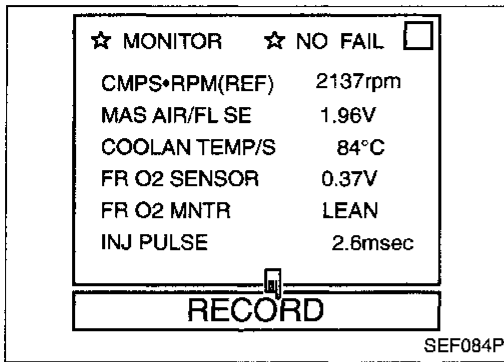 ☆ MONITOR ☆ NO FAIL
CMPS•RPM(REF) 2137rpm
MAS AIR/FL SE 1.96V
COOLAN TEMP/S 84°C
FR O2 SENSOR 0.37V
FR O2 MNTR LEAN
INJ PULSE 2.6msec
RECORD
SEF084P